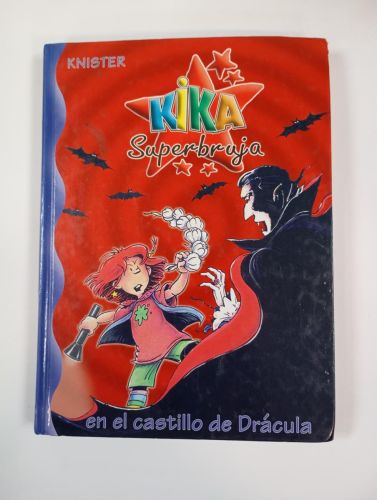 KNISTER
KIKA
Superbruja
en el castillo de Drácula